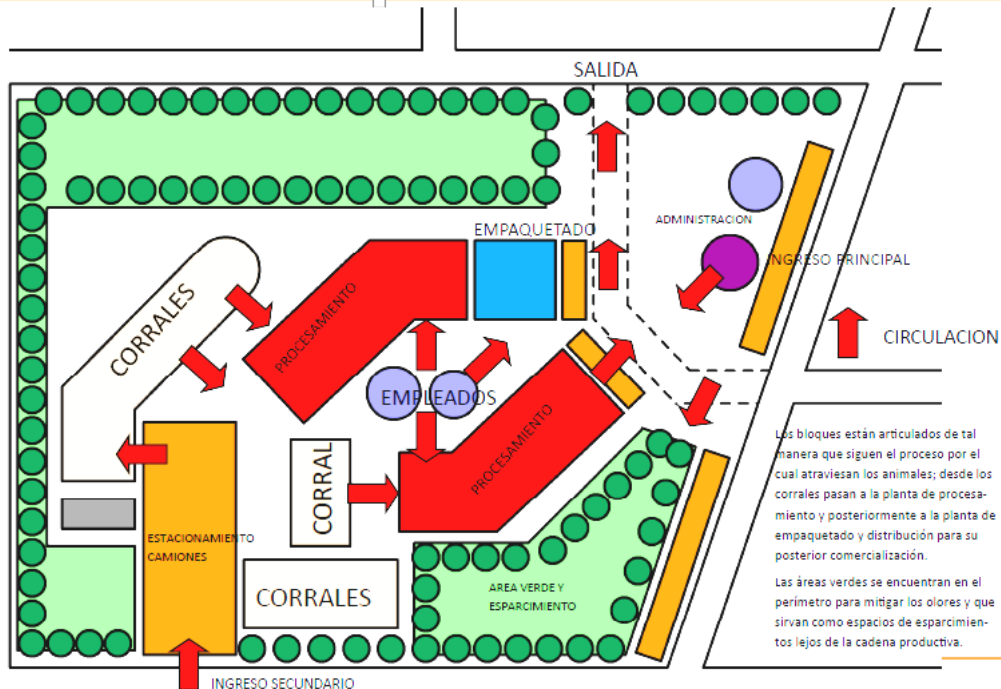 SALIDA
EMPAQUETADO
ADMINISTRACION
INGRESO PRINCIPAL
CORRALES
PROCESAMIENTO
CIRCULACION
EMPLEADOS
PROCESAMIENTO
CORRAL
ESTACIONAMIENTO
CAMIONES
CORRALES
AREA VERDE Y
ESPARCIMIENTO
INGRESO SECUNDARIO
Los bloques están articulados de tal
manera que siguen el proceso por el
cual atraviesan los animales; desde los
corrales pasan a la planta de procesa-
miento y posteriormente a la planta de
empaquetado y distribución para su
posterior comercialización.
Las áreas verdes se encuentran en el
perímetro para mitigar los olores y que
sirvan como espacios de esparcimien-
tos lejos de la cadena productiva.